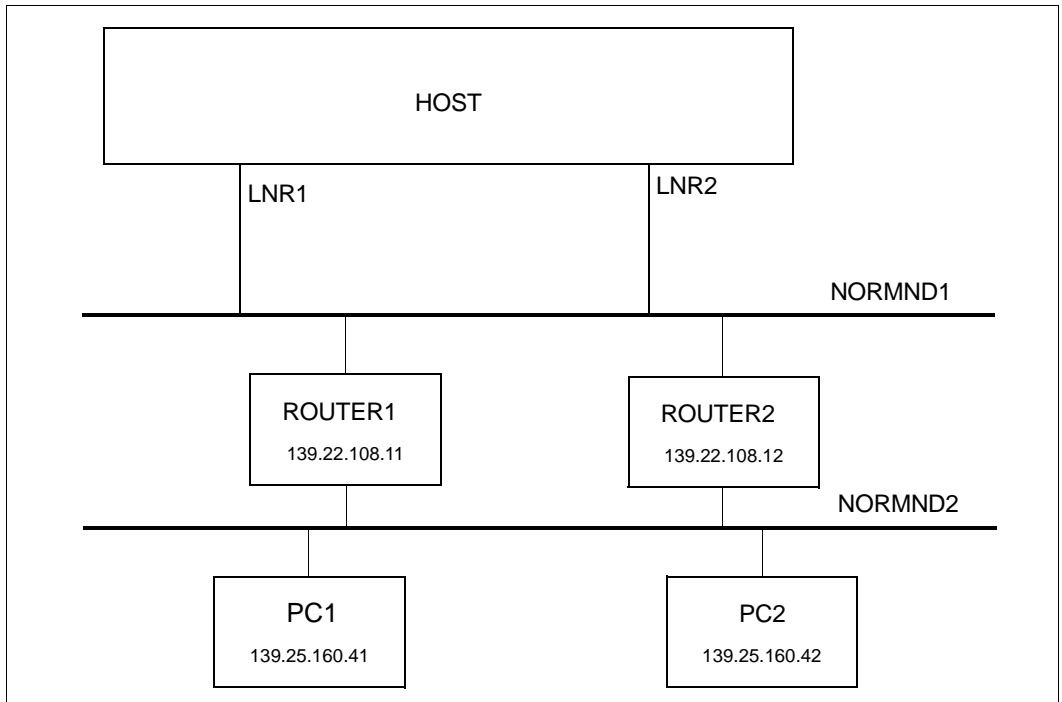 HOST
LNR1
LNR2
NORMND1
ROUTER1
139.22.108.11
ROUTER2
139.22.108.12
NORMND2
PC1
139.25.160.41
PC2
139.25.160.42